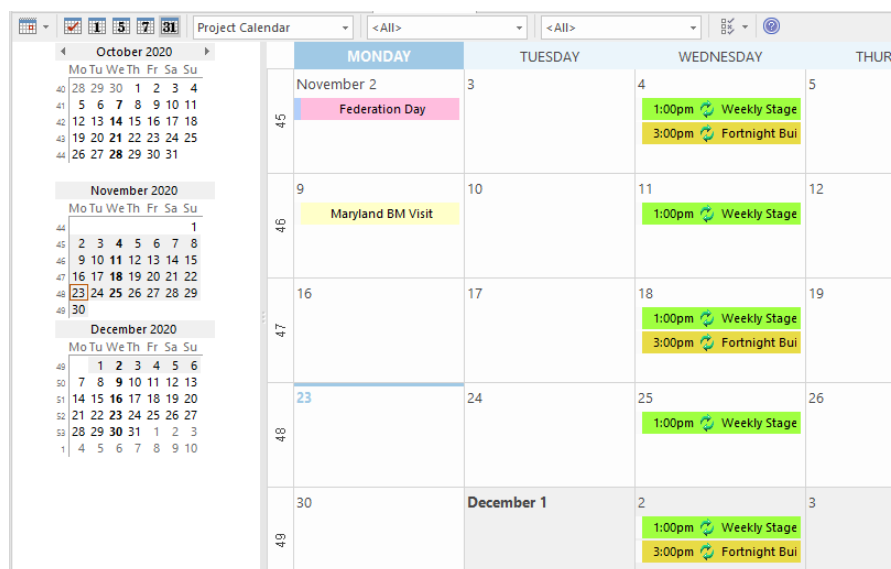 1 5 7 31 Project Calendar <All> <All>
October 2020
Mo Tu We Th Fr Sa Su
40 28 29 30 1 2 3 4
41 5 6 7 8 9 10 11
42 12 13 14 15 16 17 18
43 19 20 21 22 23 24 25
44 26 27 28 29 30 31
November 2020
Mo Tu We Th Fr Sa Su
44 1
45 2 3 4 5 6 7 8
46 9 10 11 12 13 14 15
47 16 17 18 19 20 21 22
48 23 24 25 26 27 28 29
49 30
December 2020
Mo Tu We Th Fr Sa Su
49 1 2 3 4 5 6
50 7 8 9 10 11 12 13
51 14 15 16 17 18 19 20
52 21 22 23 24 25 26 27
53 28 29 30 31 1 2 3
1 4 5 6 7 8 9 10
MONDAY TUESDAY WEDNESDAY THUR
45
November 2 3 4 5
Federation Day 1:00pm Weekly Stage
3:00pm Fortnight Bui
46
9 10 11 12
Maryland BM Visit 1:00pm Weekly Stage
47
16 17 18 19
1:00pm Weekly Stage
3:00pm Fortnight Bui
48
23 24 25 26
1:00pm Weekly Stage
49
30 December 1 2 3
1:00pm Weekly Stage
3:00pm Fortnight Bui